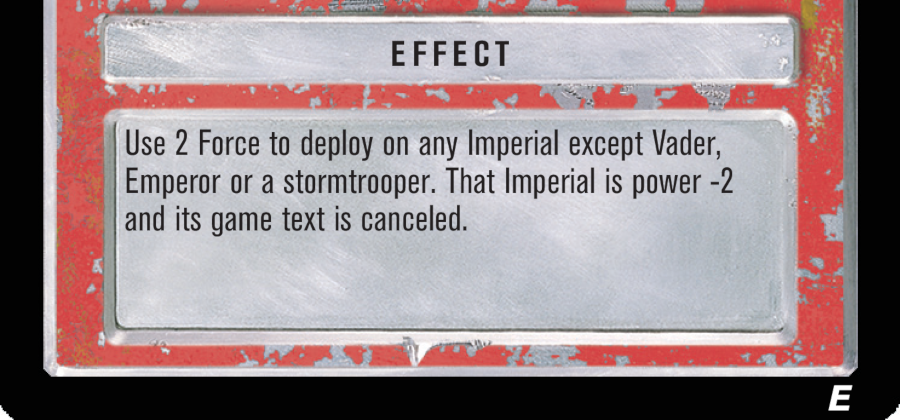 EFFECT
Use 2 Force to deploy on any Imperial except Vader,
Emperor or a stormtrooper. That Imperial is power -2
and its game text is canceled.
E